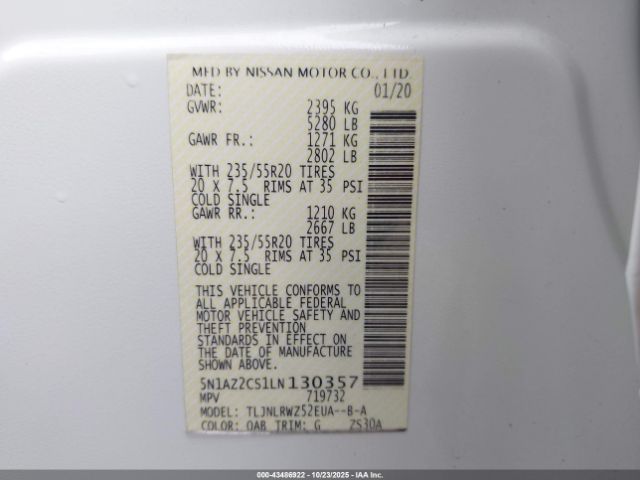 MFD BY NISSAN MOTOR CO., LTD
DATE: 01/20
GVWR: 2395 KG
5280 LB
GAWR FR.: 1271 KG
2802 LB
WITH 235/55R20 TIRES
20 X 7.5 RIMS AT 35 PSI
COLD SINGLE
GAWR RR.: 1210 KG
2667 LB
WITH 235/55R20 TIRES
20 X 7.5 RIMS AT 35 PSI
COLD SINGLE
THIS VEHICLE CONFORMS TO
ALL APPLICABLE FEDERAL
MOTOR VEHICLE SAFETY AND
THEFT PREVENTION
STANDARDS IN EFFECT ON
THE DATE OF MANUFACTURE
SHOWN ABOVE.
5N1AZ2CS1LN130357
MPV 719732
MODEL: TLJNLRWZ52EUA--B-A
COLOR: QAB TRIM: G ZS30A
000-43486922 - 10/23/2025 - IAA Inc.